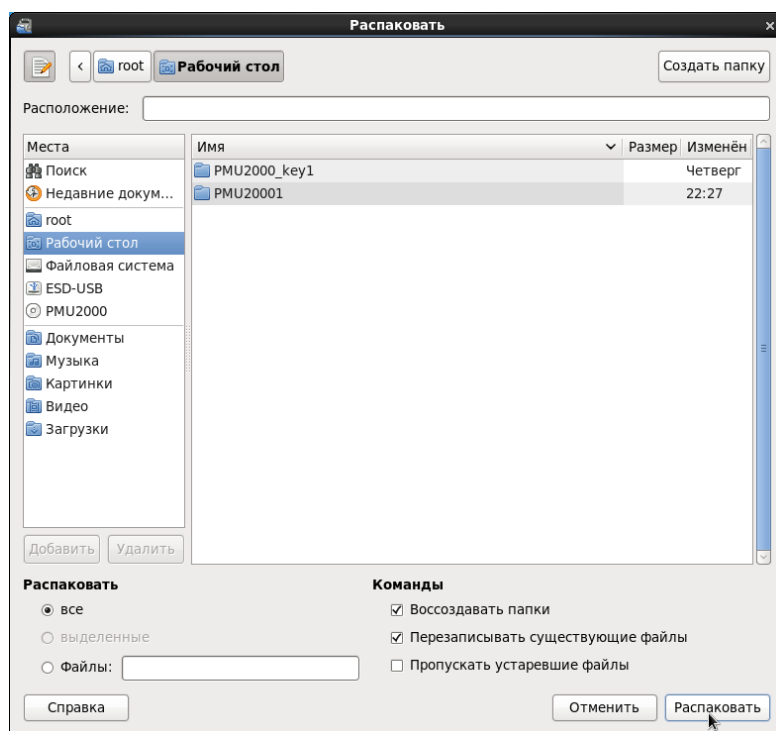 Распаковать
root
Рабочий стол
Создать папку
Расположение:
Места
Имя
Размер
Изменён
Поиск
PMU2000_key1
Четверг
Недавние докум...
PMU20001
22:27
root
Рабочий стол
Файловая система
ESD-USB
PMU2000
Документы
Музыка
Картинки
Видео
Загрузки
Добавить
Удалить
Распаковать
Команды
все
Воссоздавать папки
выделенные
Перезаписывать существующие файлы
Файлы:
Пропускать устаревшие файлы
Справка
Отменить
Распаковать